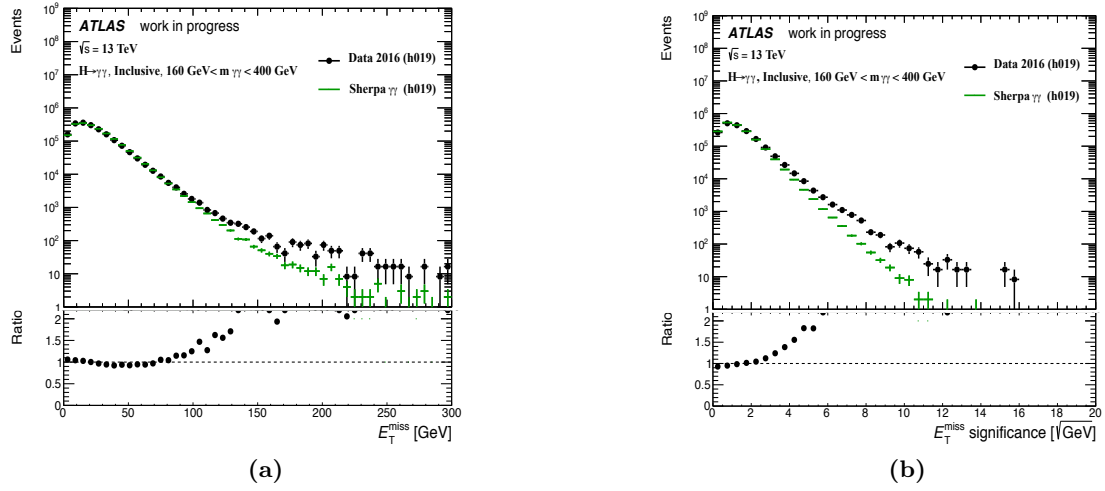 Events
10⁹
10⁸
10⁷
10⁶
10⁵
10⁴
10³
10²
10
1
ATLAS work in progress
√s = 13 TeV
H→γγ, Inclusive, 160 GeV< m γγ < 400 GeV
Data 2016 (h019)
Sherpa γγ (h019)
Ratio
2
1.5
1
0.5
0
0 50 100 150 200 250 300
E_T^miss [GeV]
(a)
Events
10⁹
10⁸
10⁷
10⁶
10⁵
10⁴
10³
10²
10
1
ATLAS work in progress
√s = 13 TeV
H→γγ, Inclusive, 160 GeV < m γγ < 400 GeV
Data 2016 (h019)
Sherpa γγ (h019)
Ratio
2
1.5
1
0.5
0
0 2 4 6 8 10 12 14 16 18 20
E_T^miss significance [√GeV]
(b)